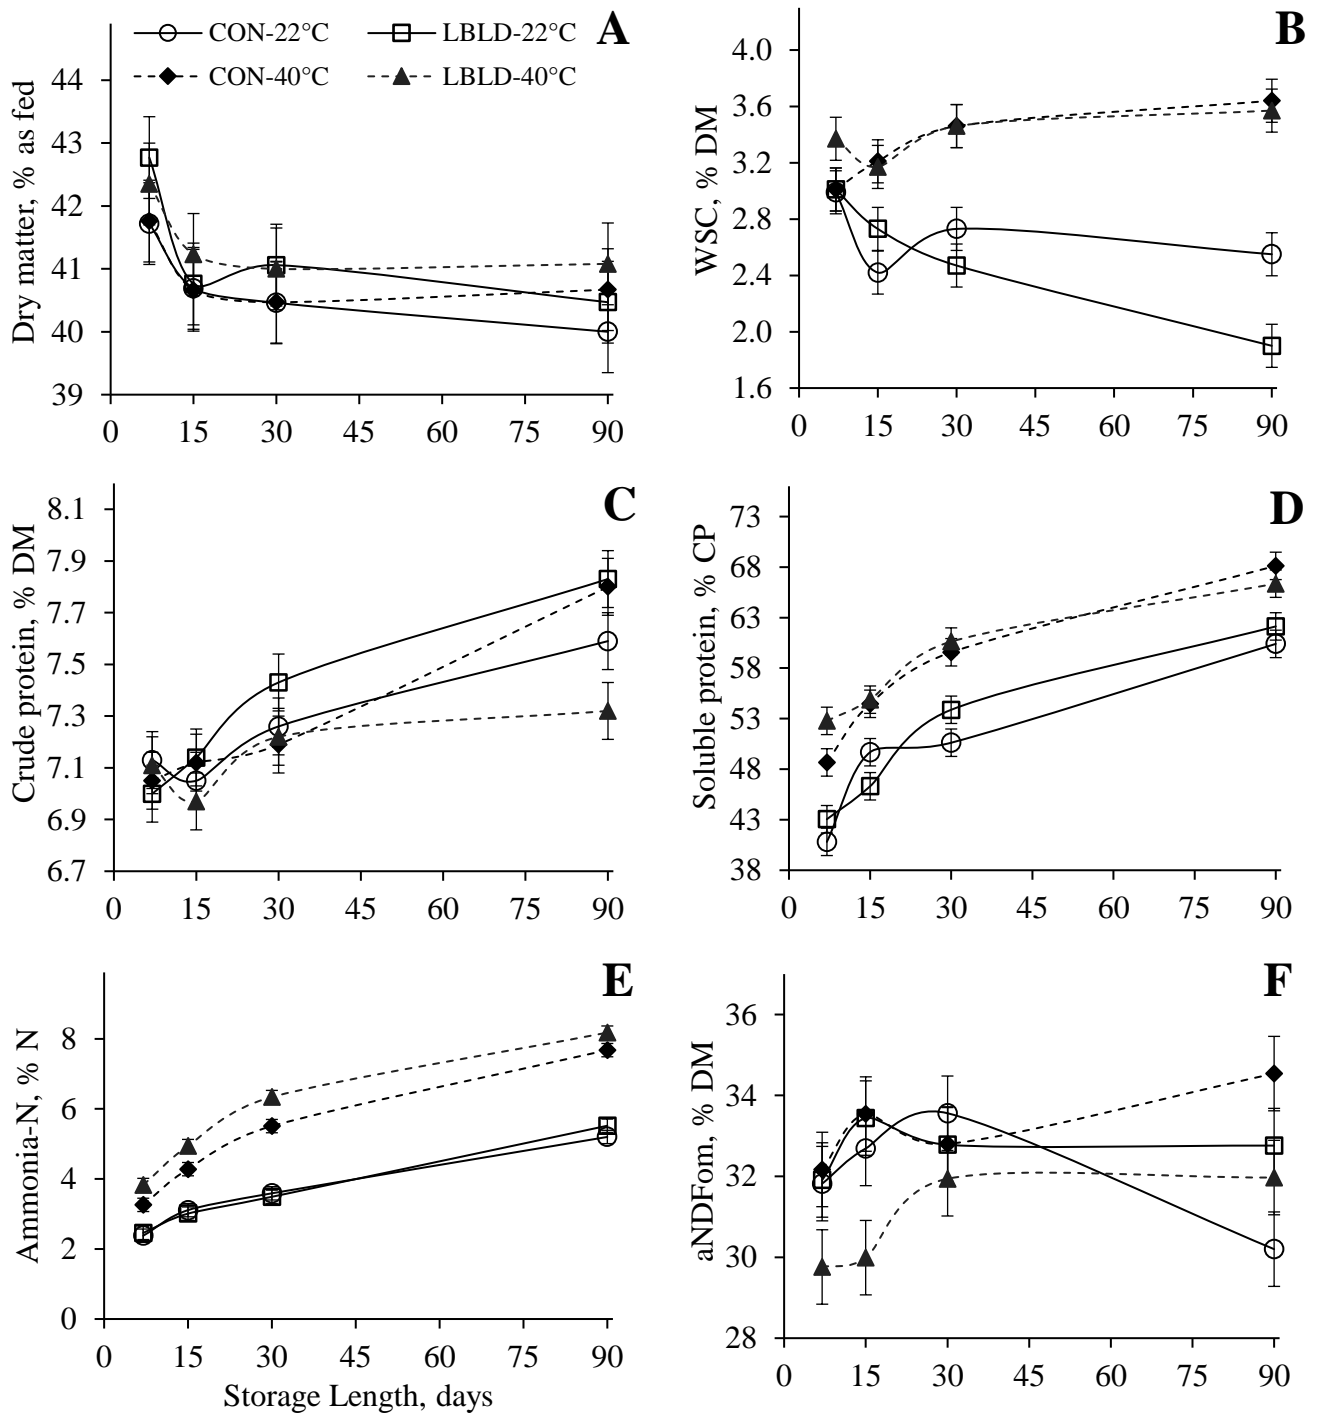 CON-22°C LBLD-22°C A
CON-40°C LBLD-40°C
Dry matter, % as fed
44
43
42
41
40
39
0 15 30 45 60 75 90
B
WSC, % DM
4.0
3.6
3.2
2.8
2.4
2.0
1.6
0 15 30 45 60 75 90
C
Crude protein, % DM
8.1
7.9
7.7
7.5
7.3
7.1
6.9
6.7
0 15 30 45 60 75 90
D
Soluble protein, % CP
73
68
63
58
53
48
43
38
0 15 30 45 60 75 90
E
Ammonia-N, % N
8
6
4
2
0
0 15 30 45 60 75 90
Storage Length, days
F
aNDFom, % DM
36
34
32
30
28
0 15 30 45 60 75 90